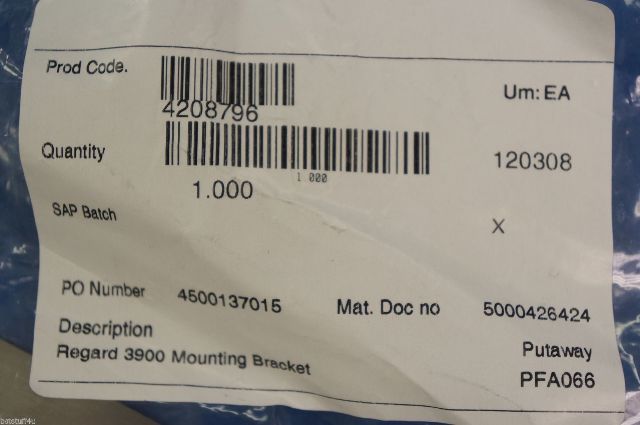 Prod Code.
4208796
Um: EA
Quantity
1 000
1.000
120308
SAP Batch
X
PO Number 4500137015 Mat. Doc no 5000426424
Description
Putaway
Regard 3900 Mounting Bracket
PFA066
botstuff4u